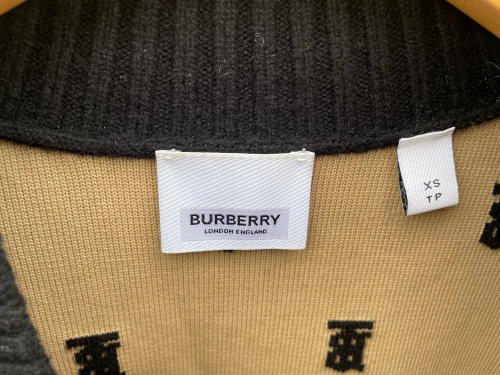 BURBERRY
LONDON ENGLAND
XS
TP